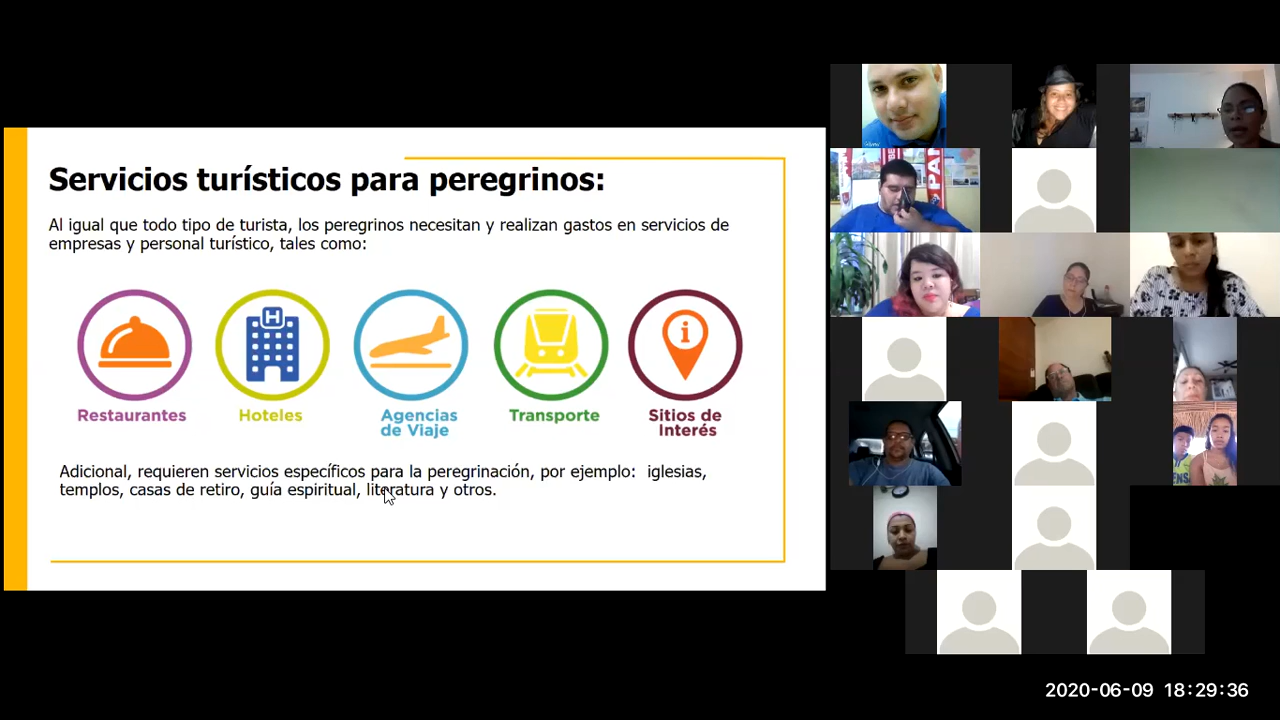 Servicios turísticos para peregrinos:
Al igual que todo tipo de turista, los peregrinos necesitan y realizan gastos en servicios de
empresas y personal turístico, tales como:
H
i
Restaurantes
Hoteles
Agencias
de Viaje
Transporte
Sitios de
Interés
Adicional, requieren servicios específicos para la peregrinación, por ejemplo: iglesias,
templos, casas de retiro, guía espiritual, literatura y otros.
2020-06-09 18:29:36